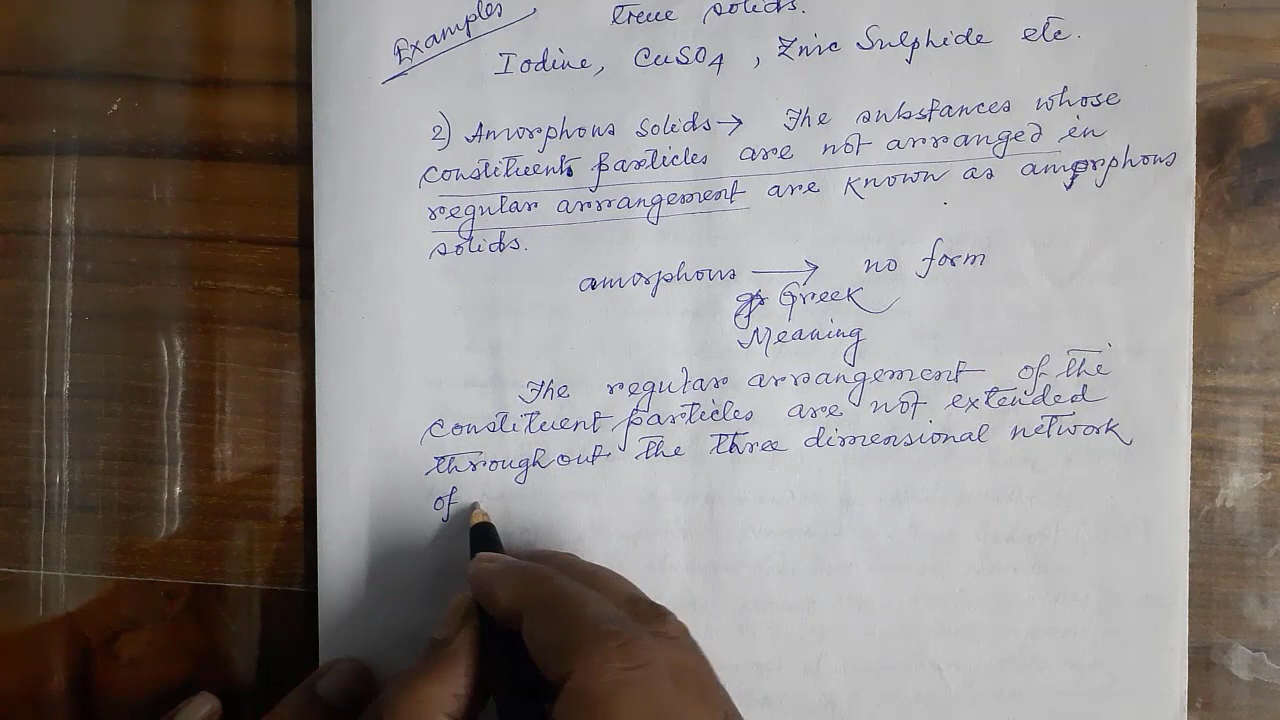 true solids.
Examples
Iodine, CuSO4, Zinc Sulphide etc.
2) Amorphous Solids → The substances whose
constituents particles are not arranged in
regular arrangement are known as amorphous
solids.
amorphous → no form
Greek
Meaning
The regular arrangement of the
constituent particles are not extended
throughout the three dimensional network
of